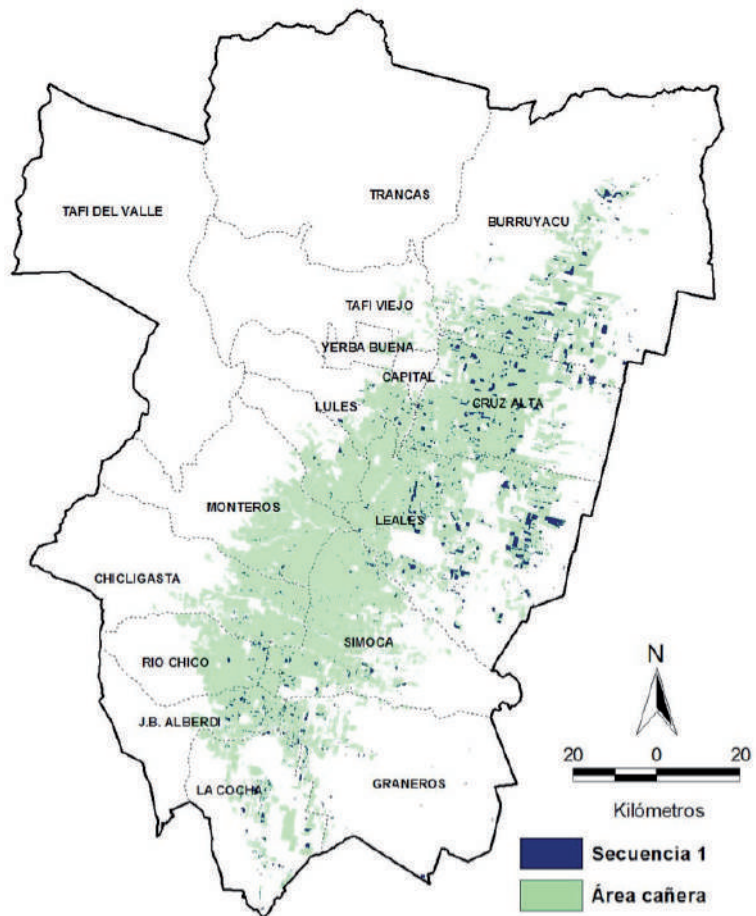 TRANCAS
TAFI DEL VALLE
BURRUYACU
TAFI VIEJO
YERBA BUENA
CAPITAL
CRUZ ALTA
LULES
MONTEROS
LEALES
CHICLIGASTA
SIMOCA
RIO CHICO
J.B. ALBERDI
LA COCHA
GRANEROS
N
20 0 20
Kilómetros
Secuencia 1
Área cañera